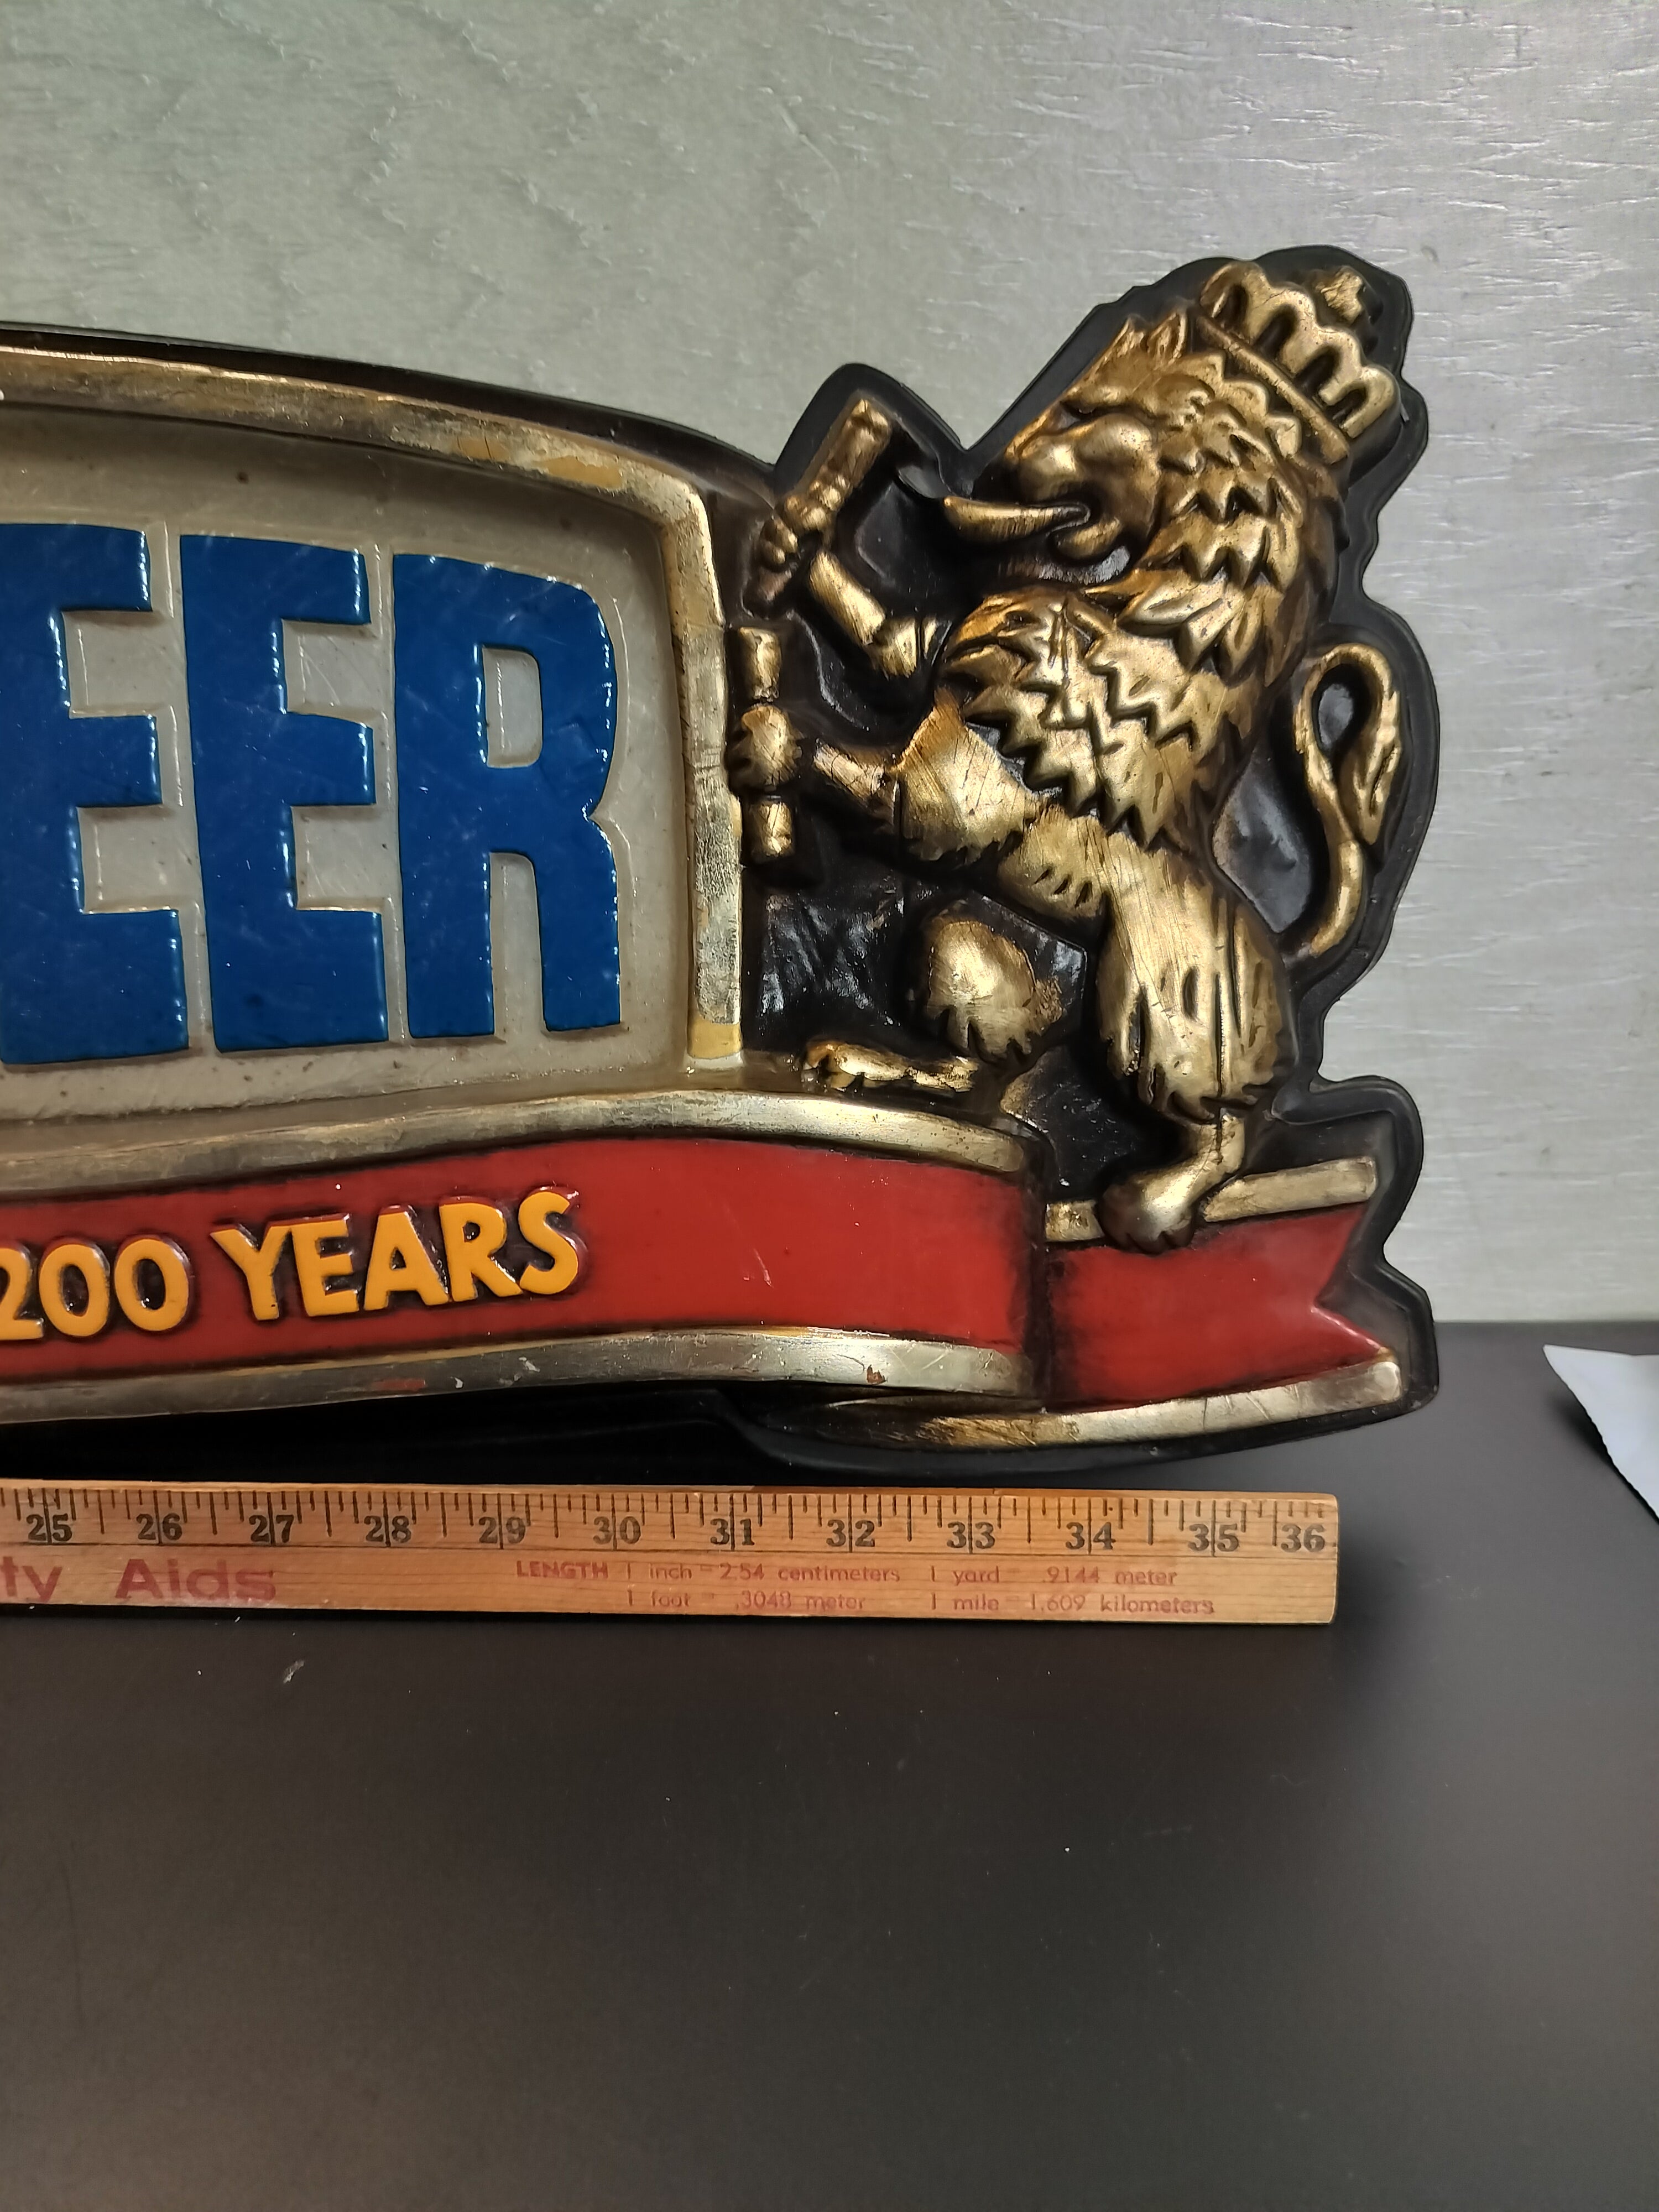 EER
200 YEARS
25 26 27 28 29 30 31 32 33 34 35 36
ty Aids
LENGTH 1 inch = 2.54 centimeters 1 yard = .9144 meter
1 foot = .3048 meter 1 mile = 1,609 kilometers